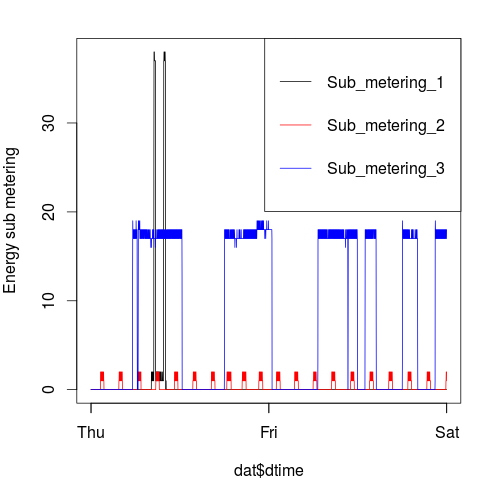 Sub_metering_1
Sub_metering_2
Sub_metering_3
Energy sub metering
30
20
10
0
Thu
Fri
Sat
dat$dtime